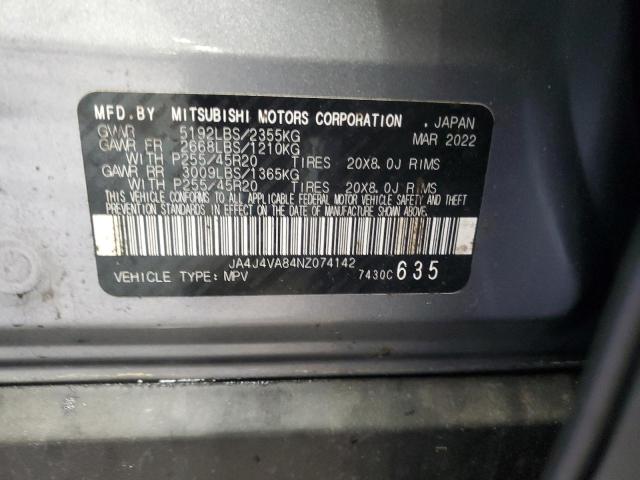 MFD.BY MITSUBISHI MOTORS CORPORATION . JAPAN
GVWR 5192LBS/2355KG MAR 2022
GAWR FR 2668LBS/1210KG
WITH P255/45R20 TIRES 20X8.0J RIMS
GAWR RR 3009LBS/1365KG
WITH P255/45R20 TIRES 20X8.0J RIMS
THIS VEHICLE CONFORMS TO ALL APPLICABLE FEDERAL MOTOR VEHICLE SAFETY AND THEFT
PREVENTION STANDARDS IN EFFECT ON THE DATE OF MANUFACTURE SHOWN ABOVE.
JA4J4VA84NZ074142
VEHICLE TYPE: MPV 7430C 635